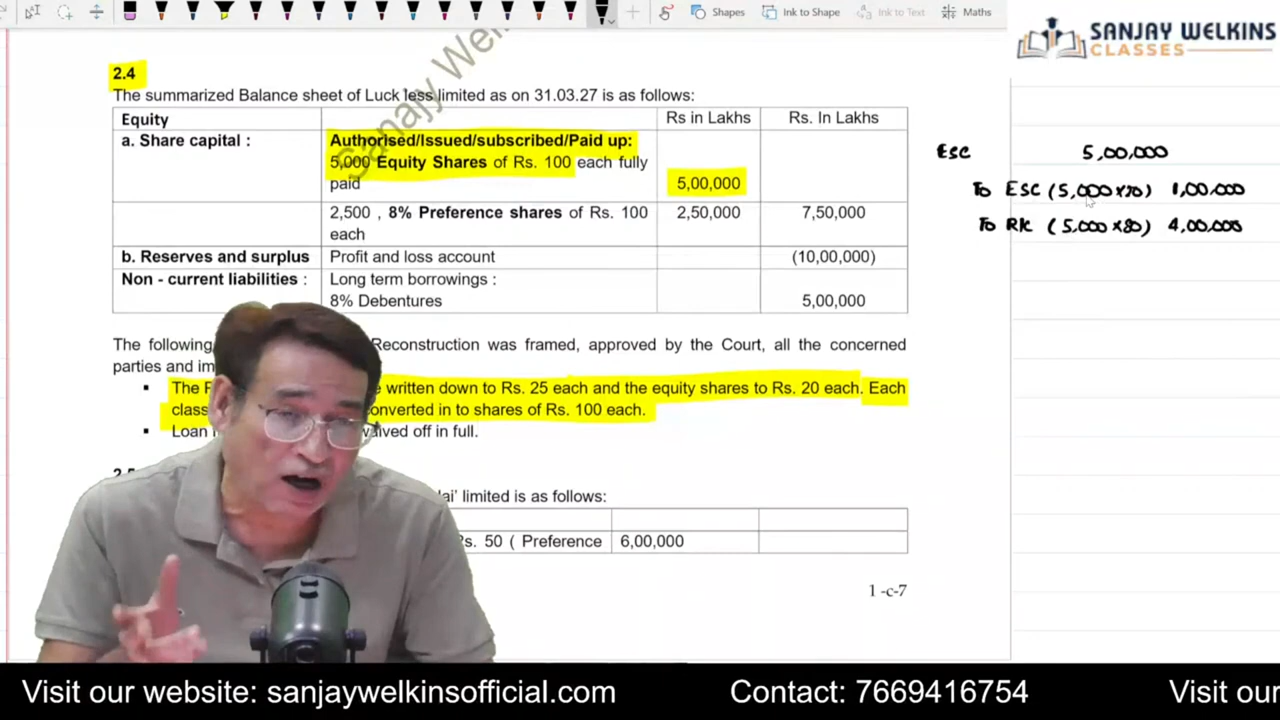 Shapes Ink to Shape Ink to Text Maths
SANJAY WELKINS
CLASSES
Sanajy Wel
2.4
The summarized Balance sheet of Luck less limited as on 31.03.27 is as follows:
Equity Rs in Lakhs Rs. In Lakhs
a. Share capital : Authorised/Issued/subscribed/Paid up:
5,000 Equity Shares of Rs. 100 each fully
paid 5,00,000
2,500 , 8% Preference shares of Rs. 100 2,50,000 7,50,000
each
b. Reserves and surplus Profit and loss account (10,00,000)
Non - current liabilities : Long term borrowings :
8% Debentures 5,00,000
ESC 5,00,000
To ESC (5,000×20) 1,00,000
To R/C (5,000×80) 4,00,000
The following Reconstruction was framed, approved by the Court, all the concerned
parties and im
The written down to Rs. 25 each and the equity shares to Rs. 20 each. Each
class onverted in to shares of Rs. 100 each.
Loan waived off in full.
lai’ limited is as follows:
Rs. 50 ( Preference 6,00,000
1 -c-7
Visit our website: sanjaywelkinsofficial.com Contact: 7669416754 Visit our